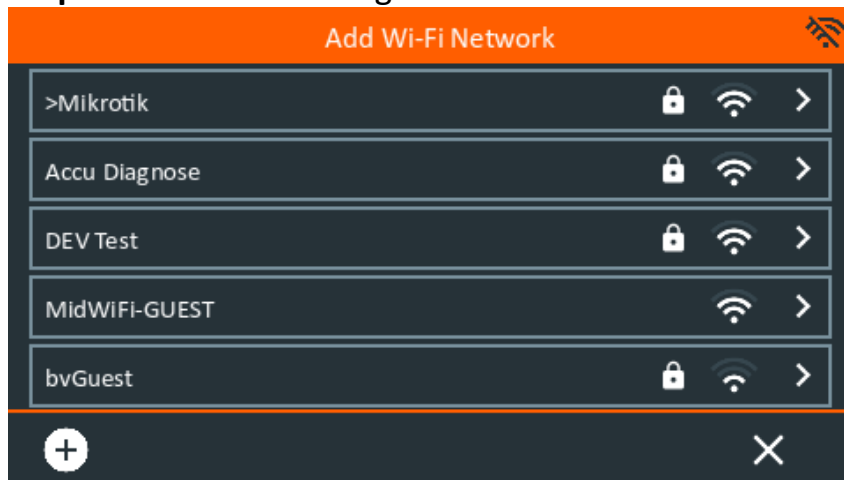 Add Wi-Fi Network
>Mikrotik
Accu Diagnose
DEV Test
MidWiFi-GUEST
bvGuest